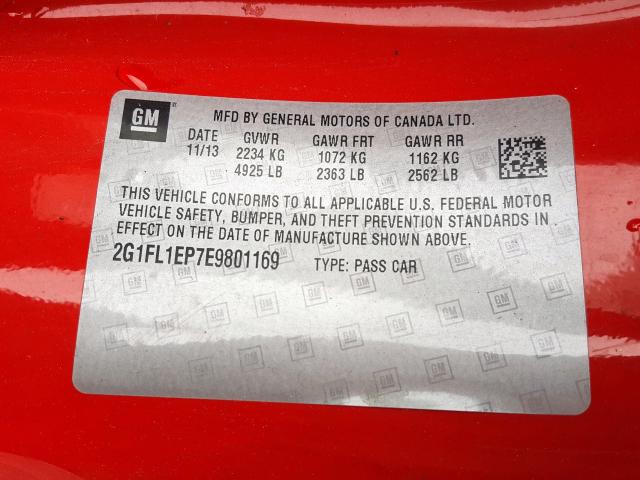 GM
MFD BY GENERAL MOTORS OF CANADA LTD.
DATE GVWR GAWR FRT GAWR RR
11/13 2234 KG 1072 KG 1162 KG
4925 LB 2363 LB 2562 LB
THIS VEHICLE CONFORMS TO ALL APPLICABLE U.S. FEDERAL MOTOR
VEHICLE SAFETY, BUMPER, AND THEFT PREVENTION STANDARDS IN
EFFECT ON THE DATE OF MANUFACTURE SHOWN ABOVE.
2G1FL1EP7E9801169 TYPE: PASS CAR